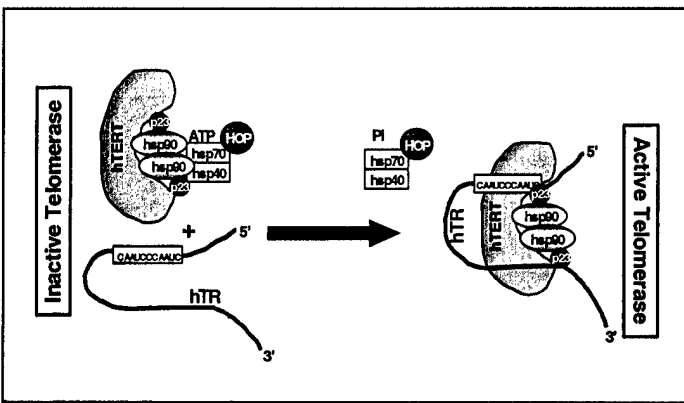 Inactive Telomerase
hTERT
p23
hsp90
hsp90
p23
ATP
HOP
hsp70
hsp40
+
CAAUCCCAAUC
5'
hTR
3'
PI
HOP
hsp70
hsp40
5'
CAAUCCCAAUC
p23
hTR
hTERT
hsp90
hsp90
p23
3'
Active Telomerase